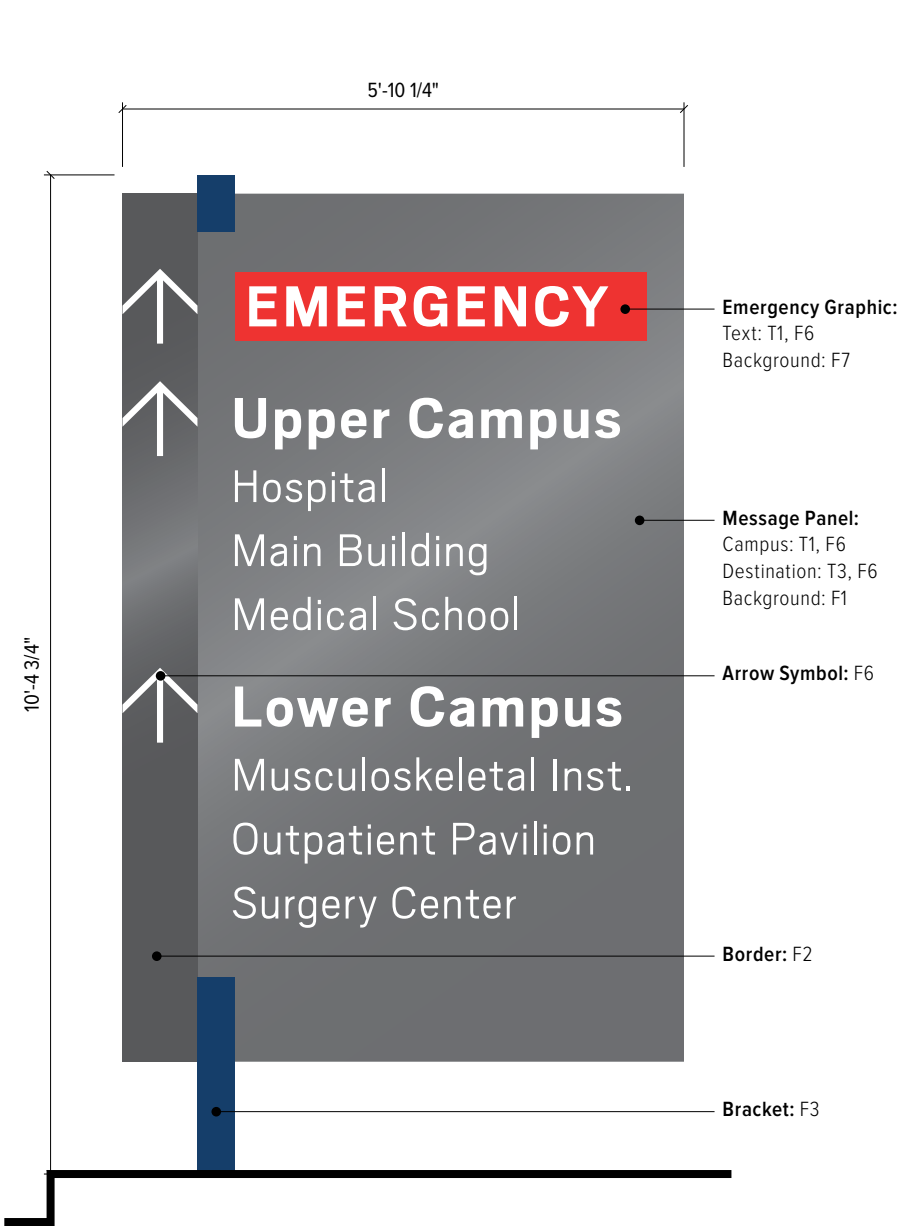 5'-10 1/4"
10'-4 3/4"
EMERGENCY
Upper Campus
Hospital
Main Building
Medical School
Lower Campus
Musculoskeletal Inst.
Outpatient Pavilion
Surgery Center
Emergency Graphic:
Text: T1, F6
Background: F7
Message Panel:
Campus: T1, F6
Destination: T3, F6
Background: F1
Arrow Symbol: F6
Border: F2
Bracket: F3